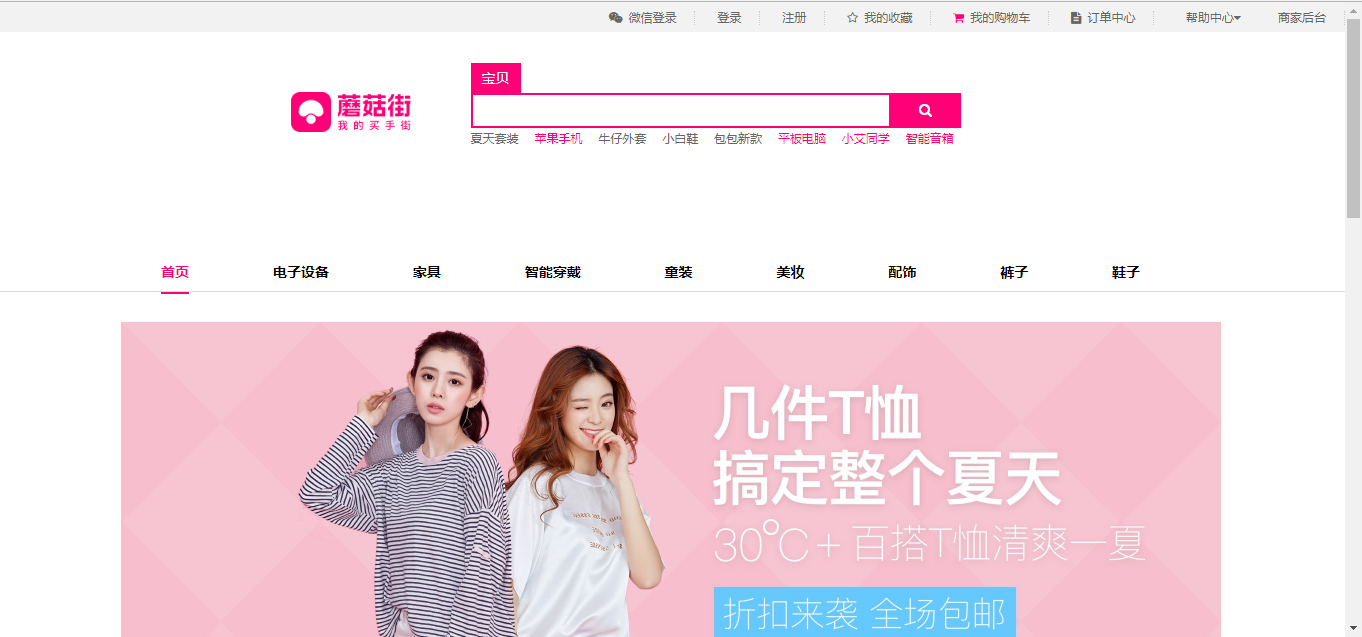 微信登录 登录 注册 我的收藏 我的购物车 订单中心 帮助中心 商家后台
宝贝
蘑菇街
我的买手街
夏天套装 苹果手机 牛仔外套 小白鞋 包包新款 平板电脑 小艾同学 智能音箱
首页 电子设备 家具 智能穿戴 童装 美妆 配饰 裤子 鞋子
几件T恤
搞定整个夏天
30℃+百搭T恤清爽一夏
折扣来袭 全场包邮